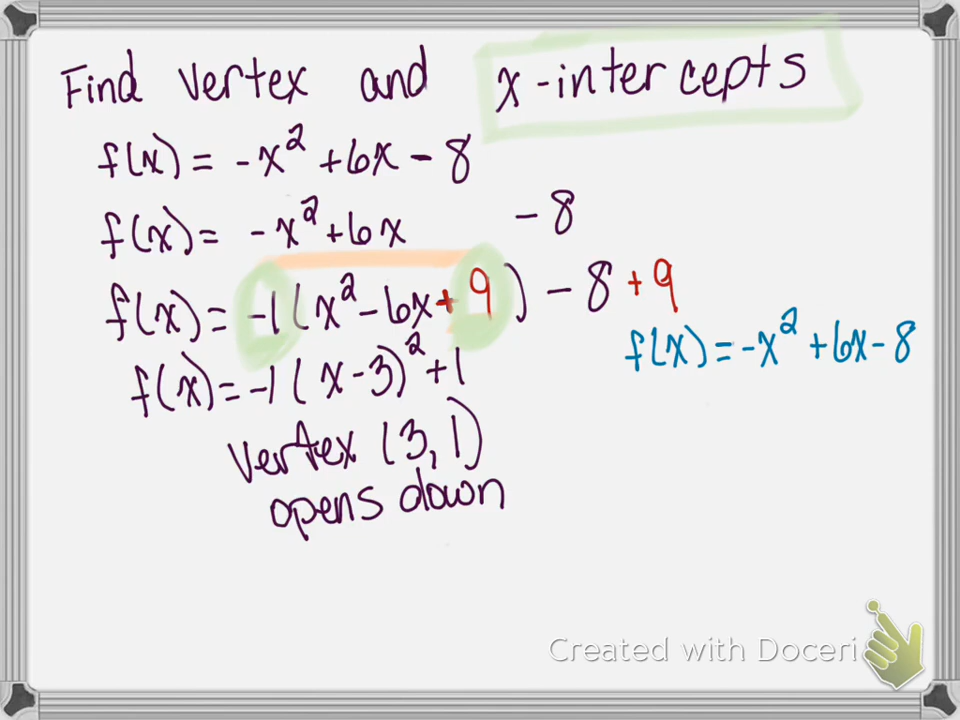 Find vertex and x-intercepts
f(x) = -x² + 6x - 8
f(x) = -x² + 6x - 8
f(x) = -1(x² - 6x + 9) - 8 + 9
f(x) = -x² + 6x - 8
f(x) = -1(x - 3)² + 1
vertex (3, 1)
opens down
Created with Doceri